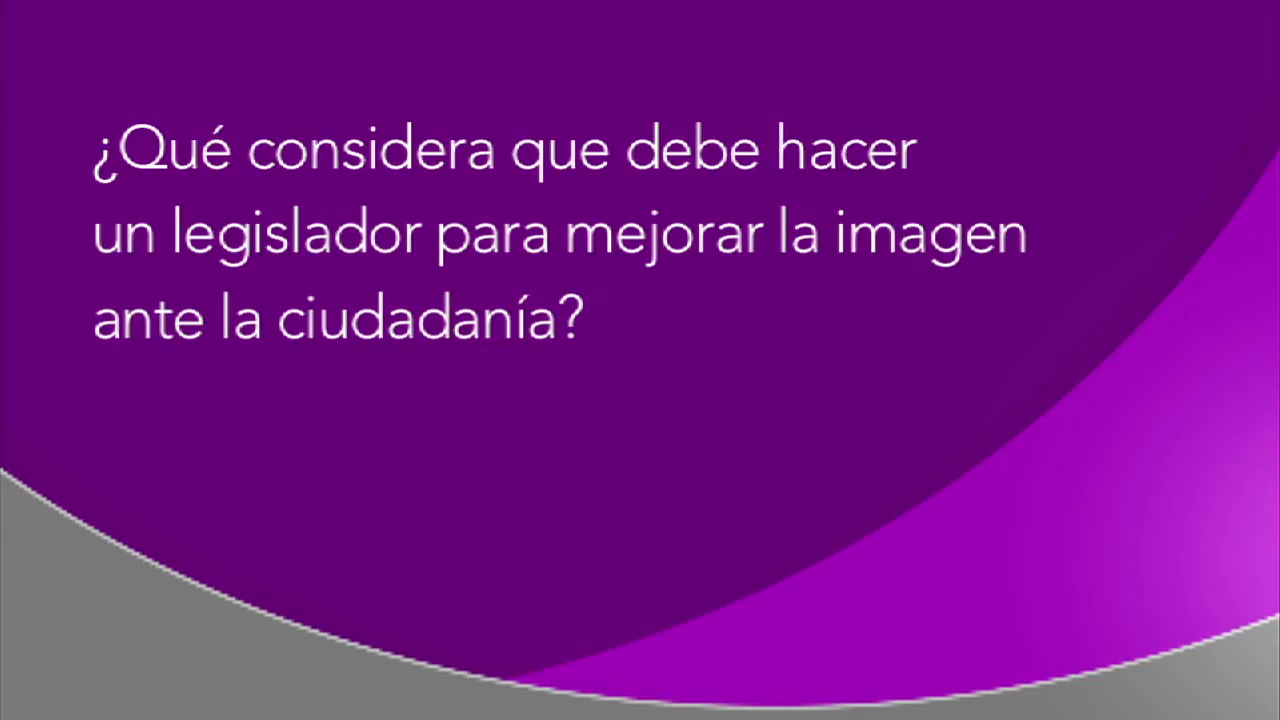 ¿Qué considera que debe hacer
un legislador para mejorar la imagen
ante la ciudadanía?